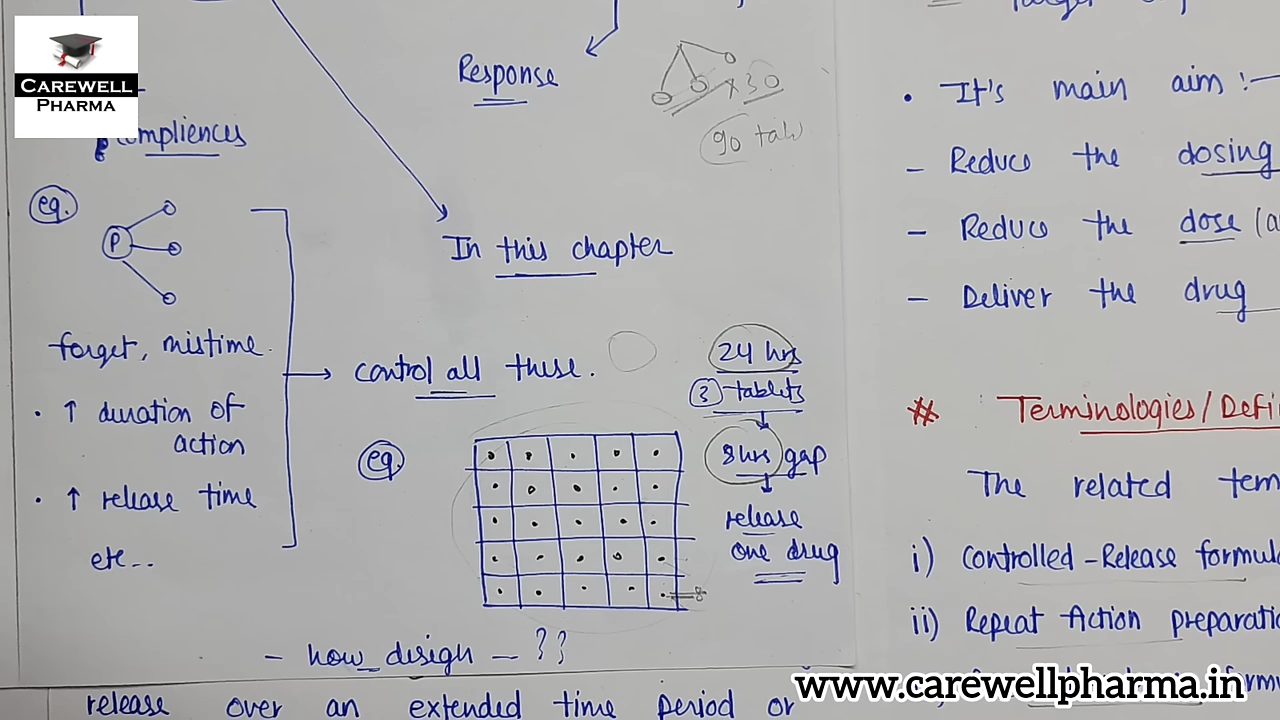 CAREWELL
PHARMA
compliences
eg.
P
forget, mistime.
• ↑ duration of
action
• ↑ release time
etc..
Response
× 30
90 tab
In this chapter
control all these.
eg.
24 hrs
3 tablets
8 hrs gap
release
one drug
- how design - ??
release over an extended time period or
• It's main aim :-
- Reduce the dosing
- Reduce the dose (a
- Deliver the drug
# Terminologies/Defi
The related tem
i) Controlled-Release formula
ii) Repeat Action preparatio
www.carewellpharma.in